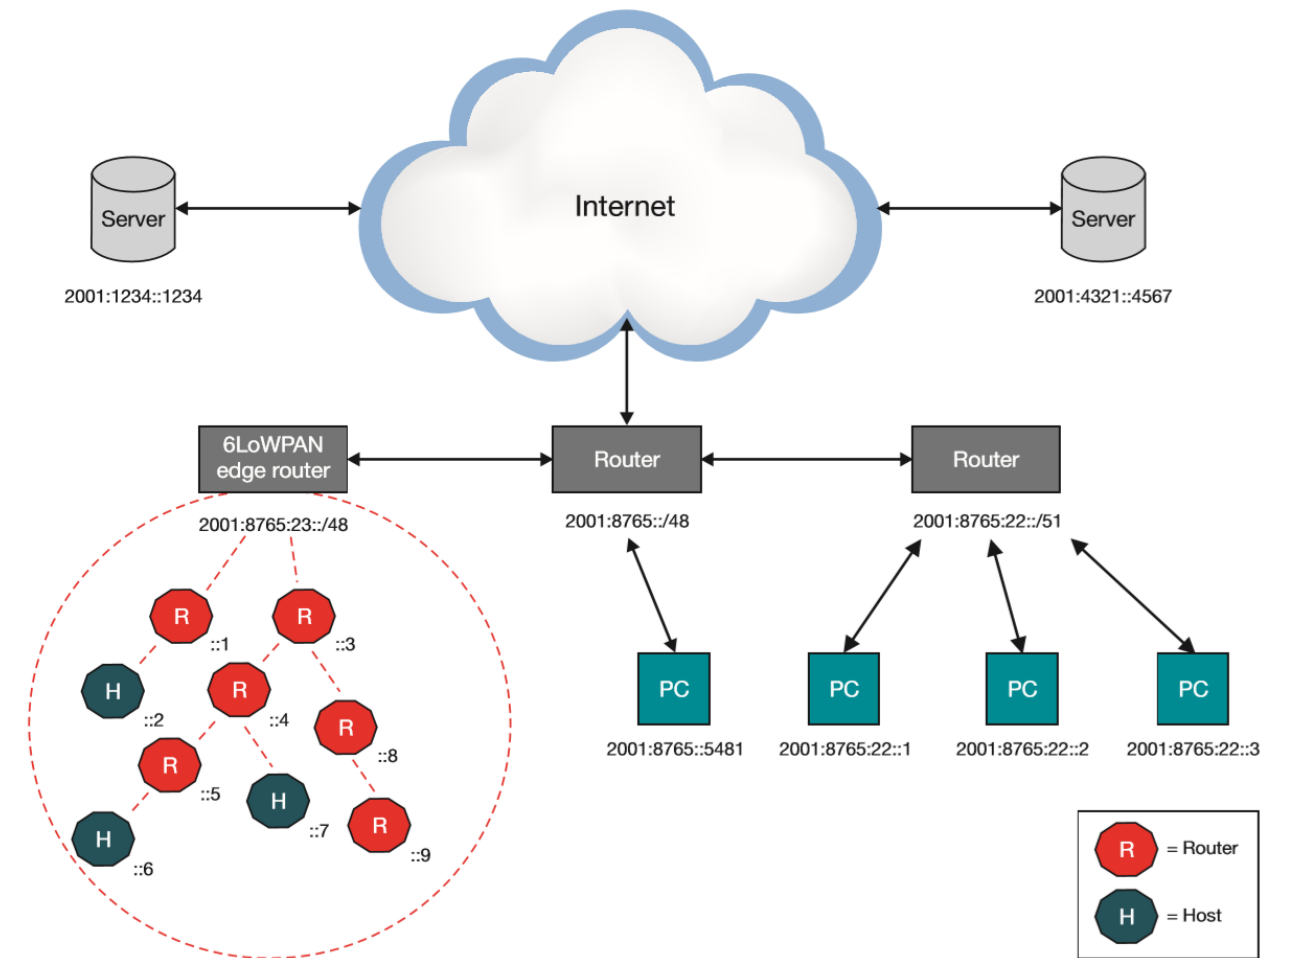 Internet
Server
Server
2001:1234::1234
2001:4321::4567
6LoWPAN
edge router
Router
Router
2001:8765:23::/48
2001:8765::/48
2001:8765:22::/51
R
::1
R
::3
H
::2
R
::4
R
::8
R
::5
H
::7
R
::9
H
::6
PC
PC
PC
PC
2001:8765::5481
2001:8765:22::1
2001:8765:22::2
2001:8765:22::3
R = Router
H = Host